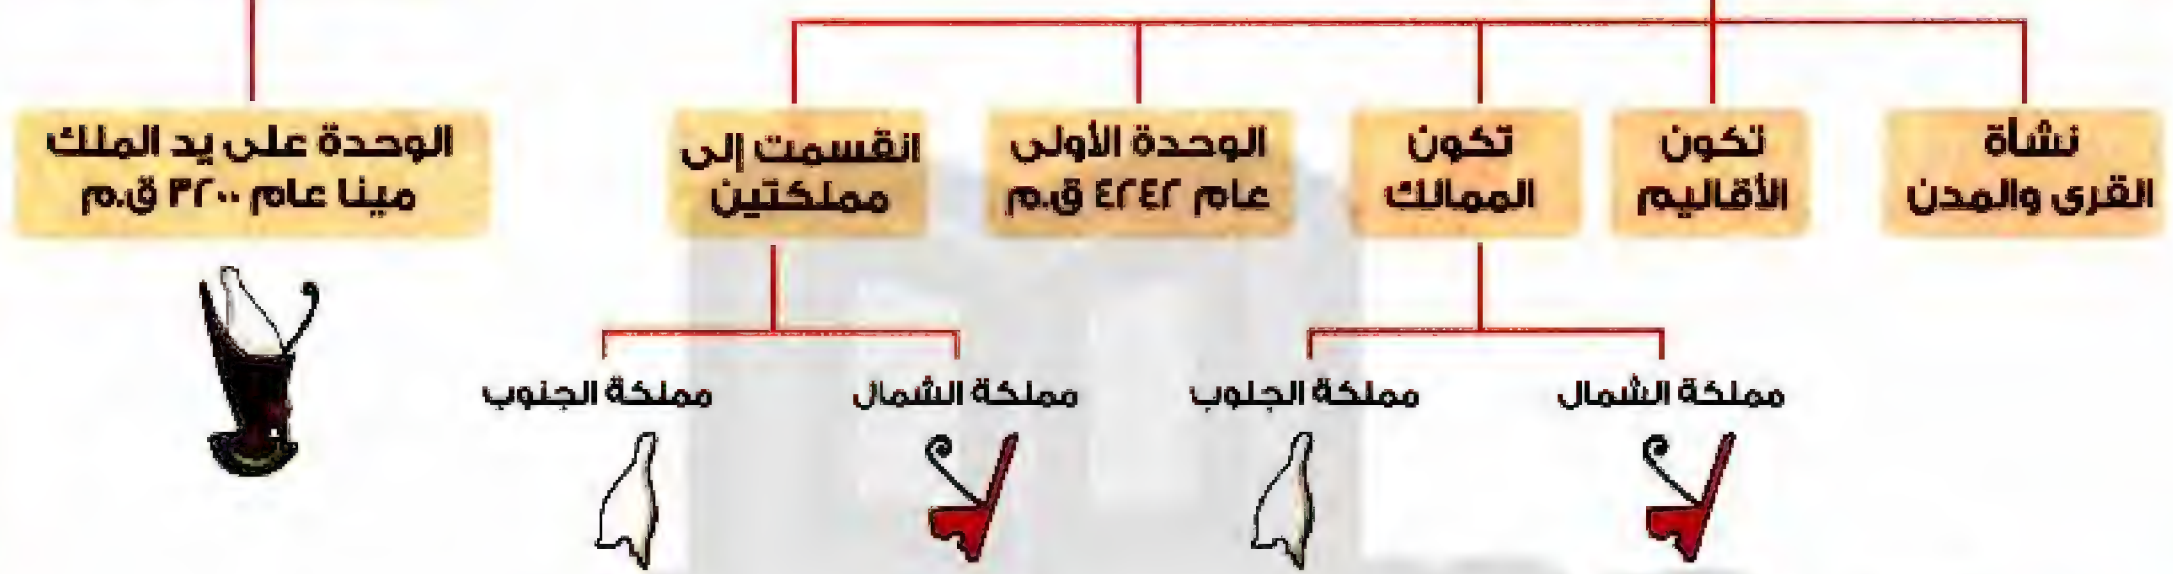 نشأة
القرى والمدن
تكون
الأقاليم
تكون
الممالك
الوحدة الأولى
عام ٤٢٤٢ ق.م
انقسمت إلى
مملكتين
الوحدة على يد الملك
مينا عام ٣٢٠٠ ق.م
مملكة الشمال
مملكة الجنوب
مملكة الشمال
مملكة الجنوب